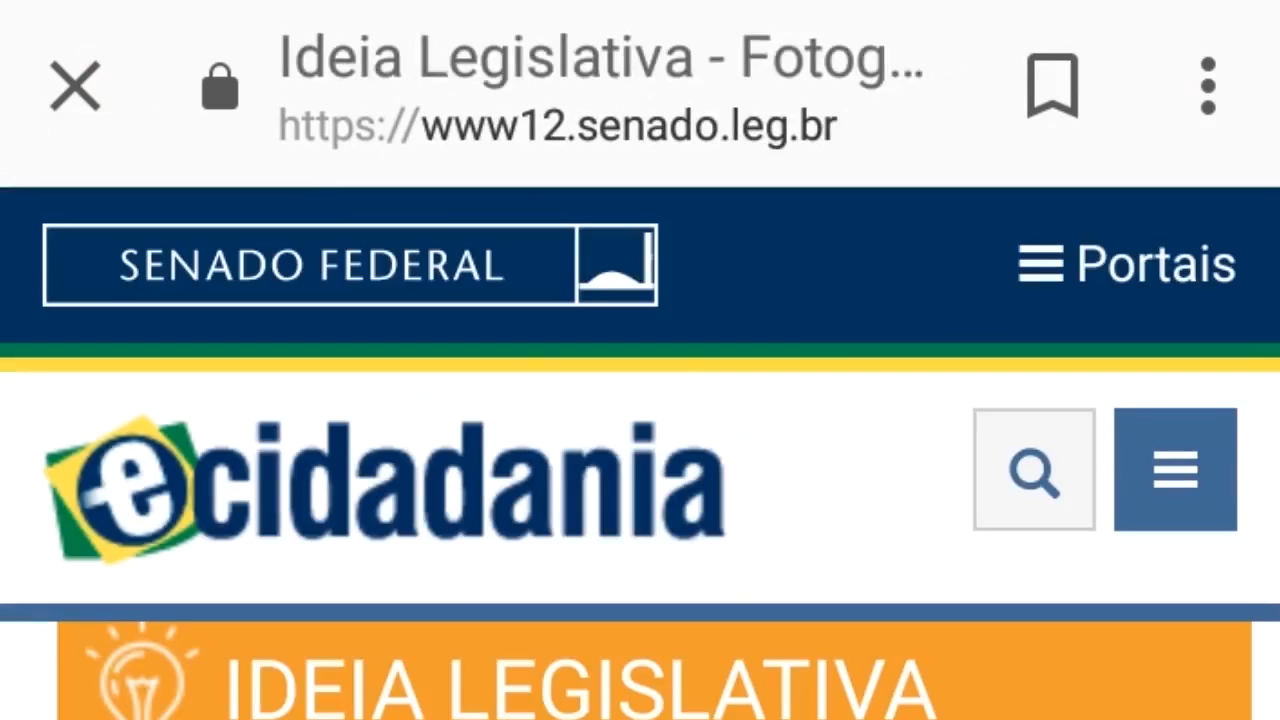 Ideia Legislativa - Fotog...
https://www12.senado.leg.br
SENADO FEDERAL
Portais
ecidadania
IDEIA LEGISLATIVA